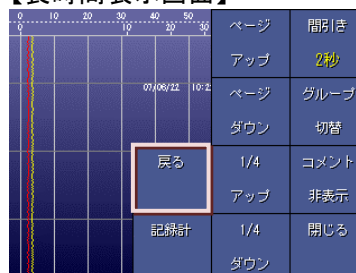 【長時間表示画面】
0 10 20 30 40 50
0 10 20 30
07/06/22 10:2
ページ
アップ
間引き
2秒
ページ
ダウン
グループ
切替
戻る
1/4
アップ
コメント
非表示
記録計
1/4
ダウン
閉じる